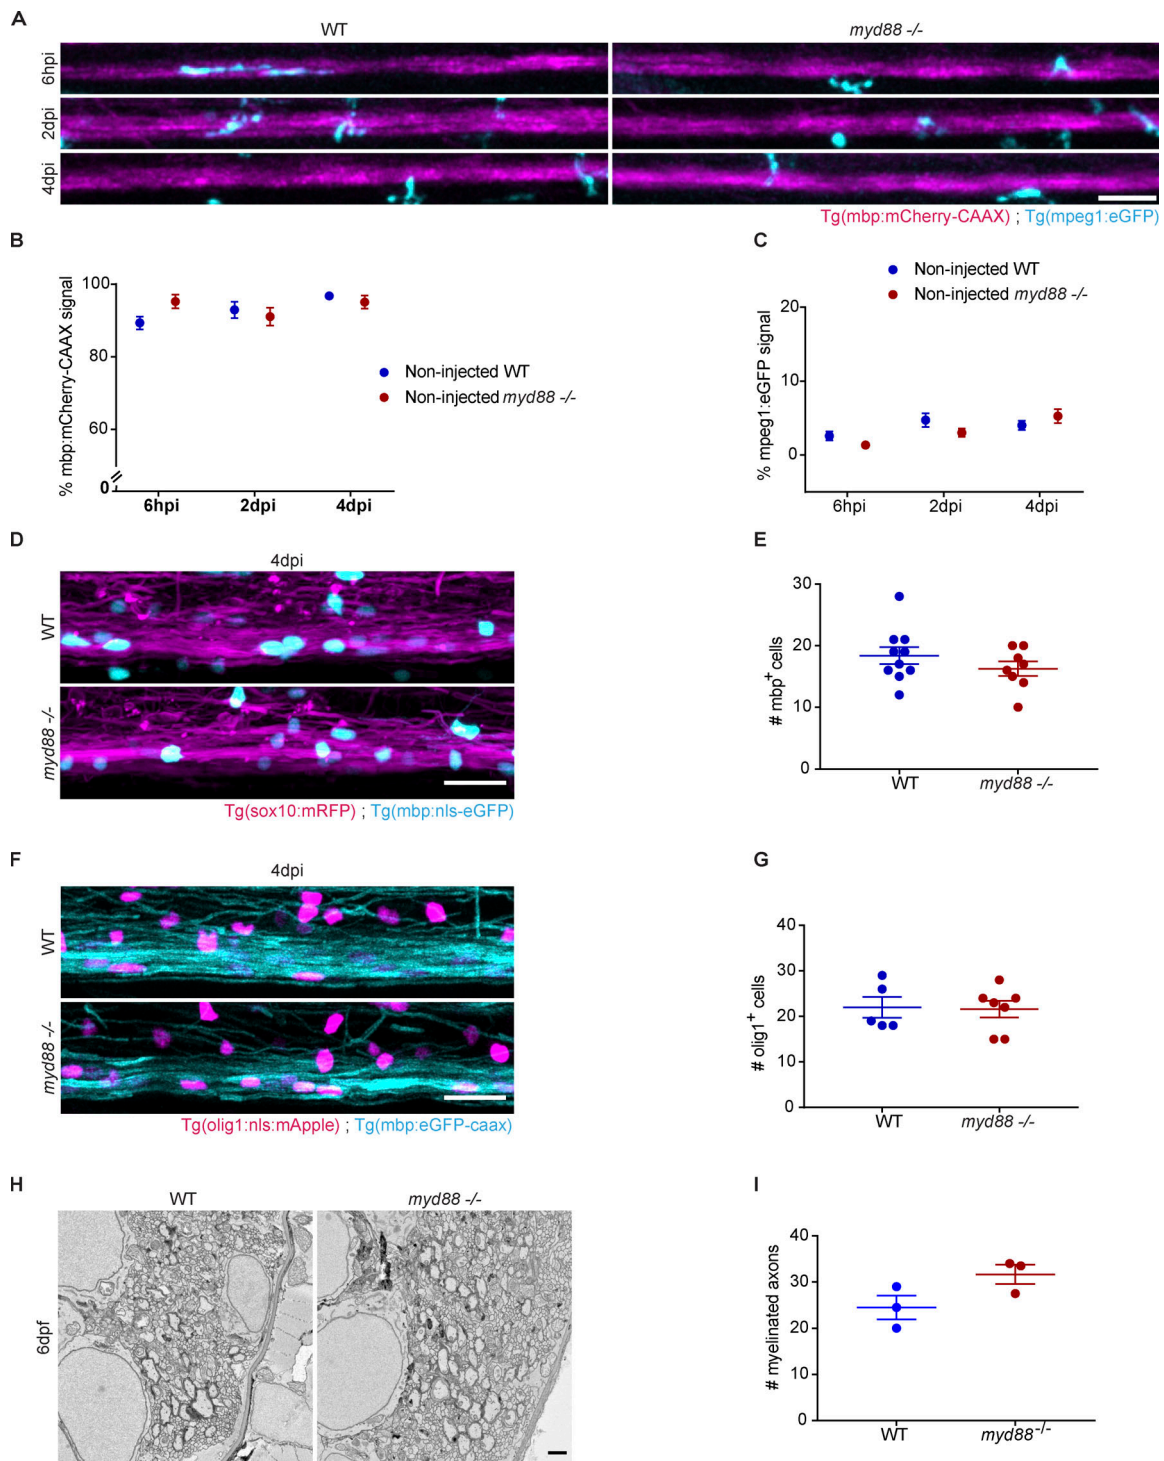 A
WT
myd88 -/-
6hpi
2dpi
4dpi
Tg(mbp:mCherry-CAAX) ; Tg(mpeg1:eGFP)
B
% mbp:mCherry-CAAX signal
100
80
60
0
6hpi 2dpi 4dpi
Non-injected WT
Non-injected myd88 -/-
C
Non-injected WT
Non-injected myd88 -/-
% mpeg1:eGFP signal
20
10
0
6hpi 2dpi 4dpi
D
4dpi
WT
myd88 -/-
Tg(sox10:mRFP) ; Tg(mbp:nls-eGFP)
E
# mbp+ cells
30
20
10
0
WT myd88 -/-
F
4dpi
WT
myd88 -/-
Tg(olig1:nls:mApple) ; Tg(mbp:eGFP-caax)
G
# olig1+ cells
40
30
20
10
0
WT myd88 -/-
H
WT
myd88 -/-
6dpf
I
# myelinated axons
40
30
20
10
0
WT myd88-/-